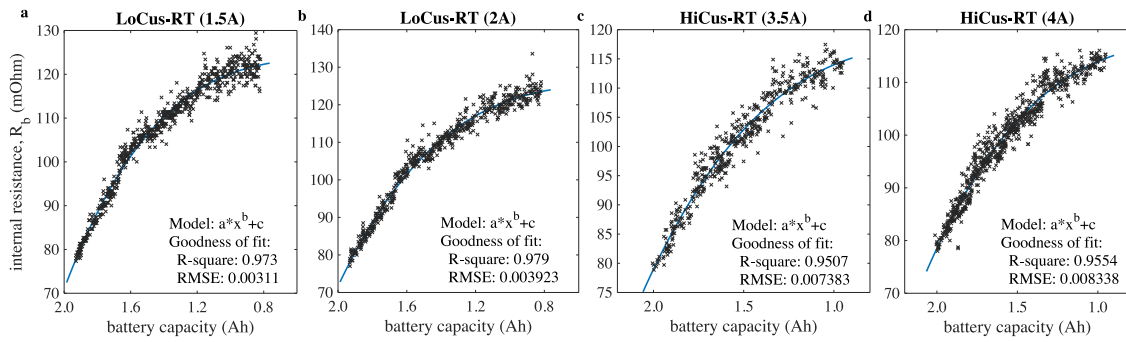 a
LoCus-RT (1.5A)
internal resistance, R_b (mOhm)
130
120
110
100
90
80
70
2.0
1.6
1.2
0.8
battery capacity (Ah)
Model: a*x^b+c
Goodness of fit:
R-square: 0.973
RMSE: 0.00311
b
LoCus-RT (2A)
140
130
120
110
100
90
80
70
2.0
1.6
1.2
0.8
battery capacity (Ah)
Model: a*x^b+c
Goodness of fit:
R-square: 0.979
RMSE: 0.003923
c
HiCus-RT (3.5A)
120
115
110
105
100
95
90
85
80
75
2.0
1.5
1.0
battery capacity (Ah)
Model: a*x^b+c
Goodness of fit:
R-square: 0.9507
RMSE: 0.007383
d
HiCus-RT (4A)
120
110
100
90
80
70
2.0
1.5
1.0
battery capacity (Ah)
Model: a*x^b+c
Goodness of fit:
R-square: 0.9554
RMSE: 0.008338